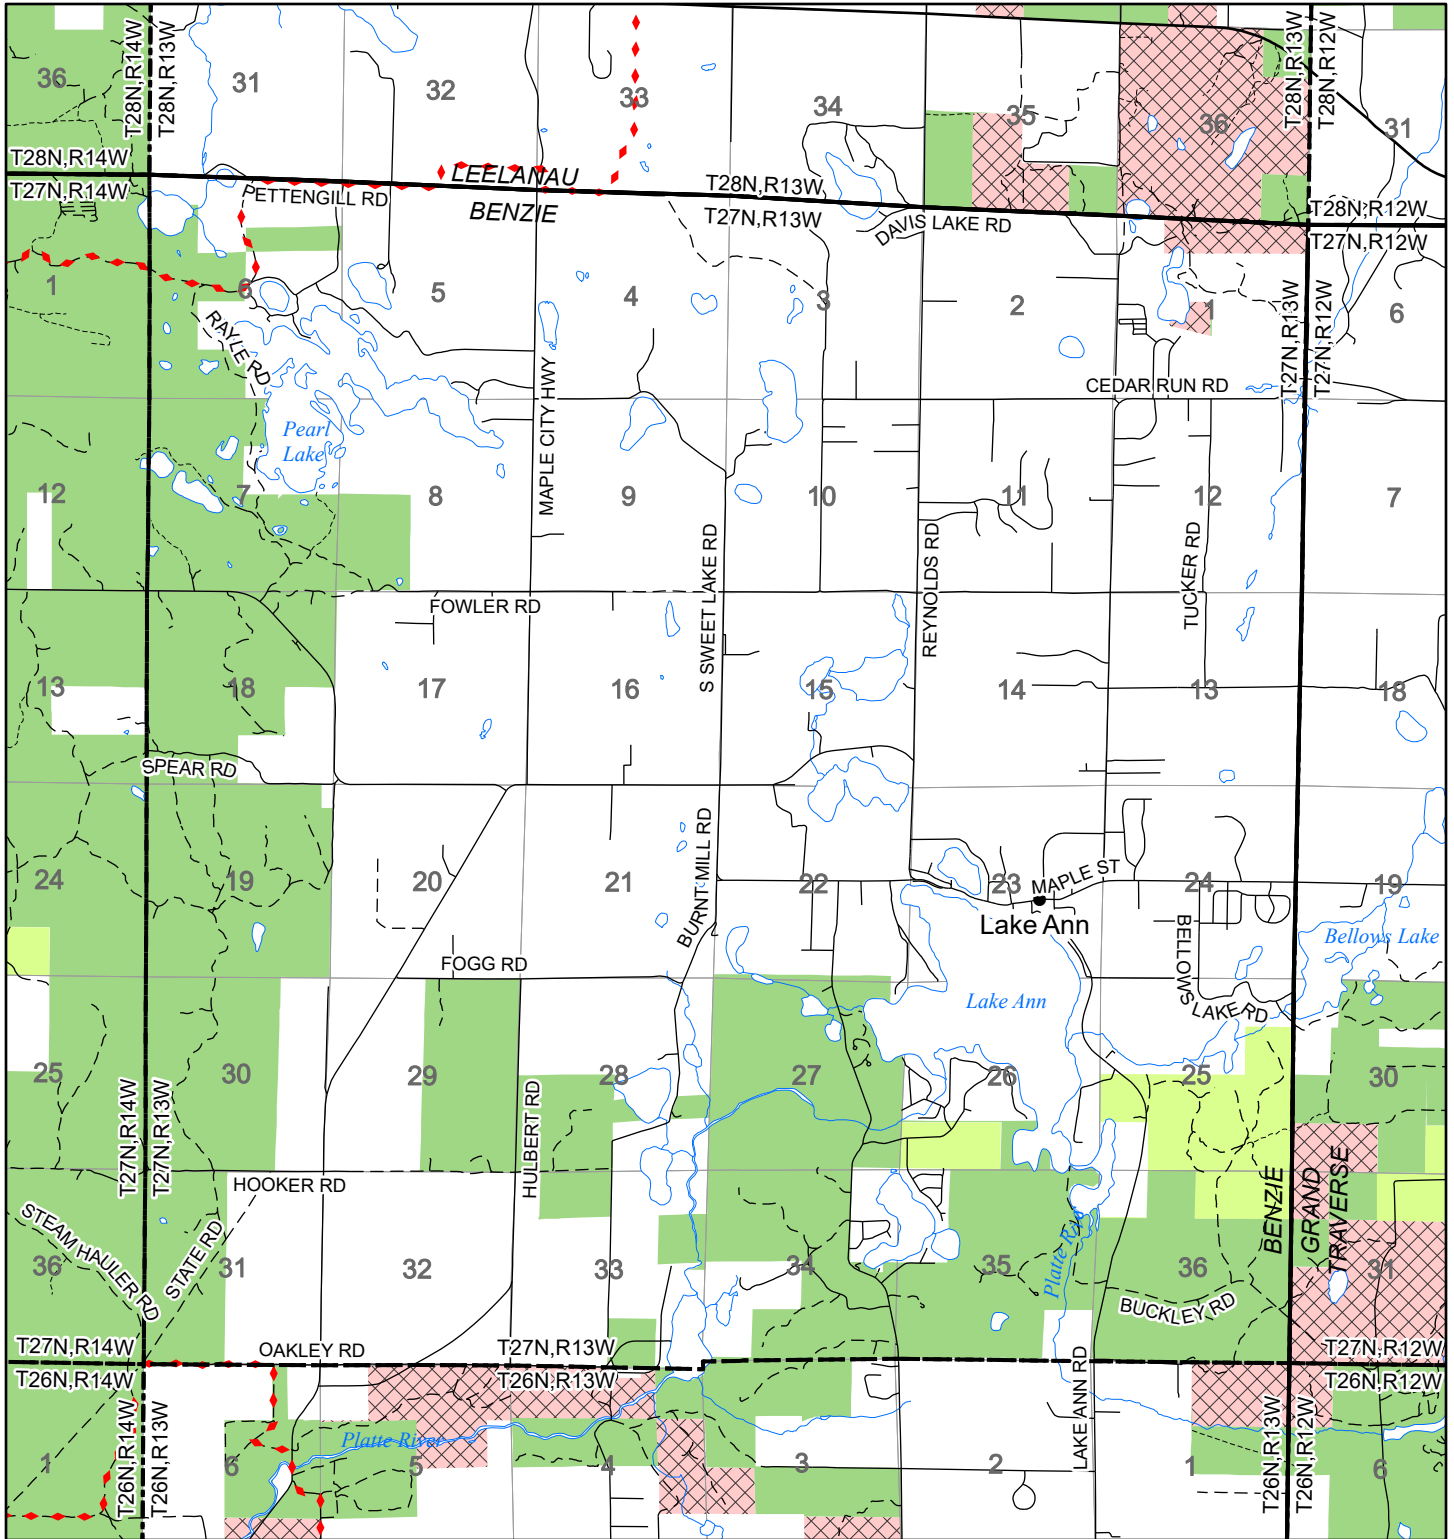 T28N,R14W
T28N,R13W
T28N,R13W
T28N,R12W
36
31
32
33
34
35
36
31
T28N,R14W
T27N,R14W
LEELANAU
BENZIE
PETTENGILL RD
T28N,R13W
T27N,R13W
DAVIS LAKE RD
T28N,R12W
T27N,R12W
1
6
5
4
3
2
1
6
RAYLE RD
MAPLE CITY HWY
CEDAR RUN RD
T27N,R13W
T27N,R12W
Pearl
Lake
12
7
8
9
10
11
12
7
S SWEET LAKE RD
REYNOLDS RD
TUCKER RD
FOWLER RD
13
18
17
16
15
14
13
18
SPEAR RD
BURNT MILL RD
24
19
20
21
22
23
24
19
MAPLE ST
Lake Ann
BELLOWS LAKE RD
Bellows Lake
FOGG RD
Lake Ann
25
30
29
28
27
26
25
30
T27N,R14W
T27N,R13W
HULBERT RD
HOOKER RD
STEAM HAULER RD
STATE RD
BENZIE
GRAND
TRAVERSE
36
31
32
33
34
35
36
31
Platte River
BUCKLEY RD
OAKLEY RD
T27N,R14W
T26N,R14W
T27N,R13W
T26N,R13W
T27N,R12W
T26N,R12W
LAKE ANN RD
T26N,R14W
T26N,R13W
T26N,R13W
T26N,R12W
Platte River
1
6
5
4
3
2
1
6